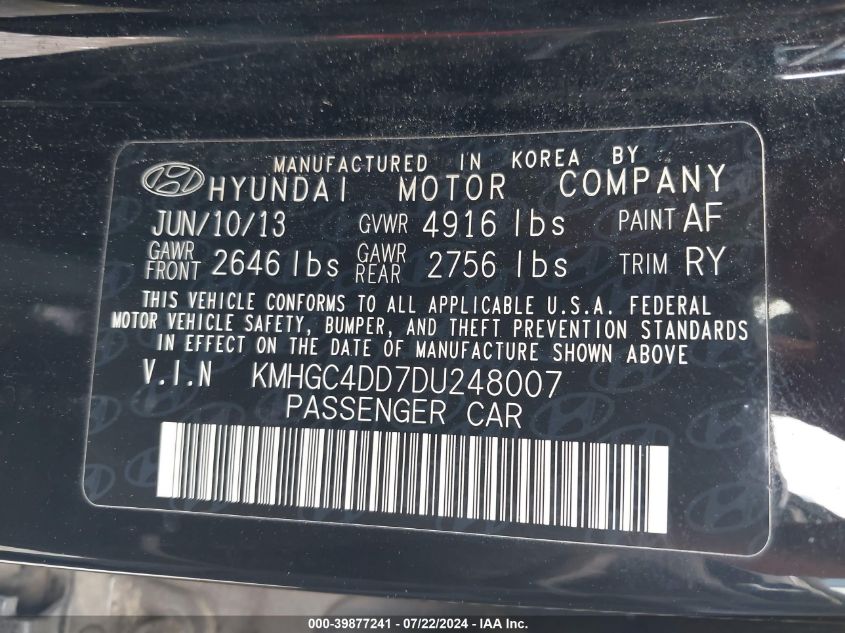 MANUFACTURED IN KOREA BY
HYUNDAI MOTOR COMPANY
JUN/10/13 GVWR 4916 lbs PAINT AF
GAWR FRONT 2646 lbs GAWR REAR 2756 lbs TRIM RY
THIS VEHICLE CONFORMS TO ALL APPLICABLE U.S.A. FEDERAL
MOTOR VEHICLE SAFETY, BUMPER, AND THEFT PREVENTION STANDARDS
IN EFFECT ON THE DATE OF MANUFACTURE SHOWN ABOVE
V.I.N KMHGC4DD7DU248007
PASSENGER CAR
000-39877241 - 07/22/2024 - IAA Inc.